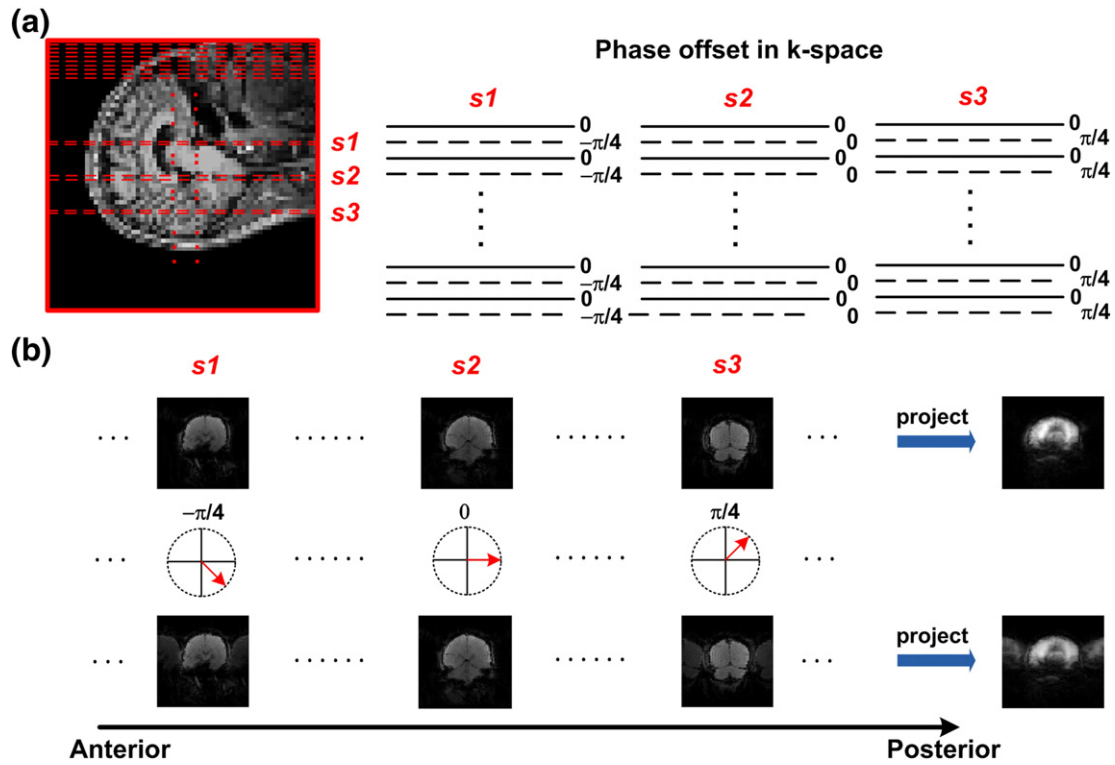 (a)
Phase offset in k-space
s1
s2
s3
s1
s2
s3
0
−π/4
0
−π/4
0
−π/4
0
−π/4
0
0
0
0
0
0
0
0
0
π/4
0
π/4
0
π/4
0
π/4
(b)
s1
s2
s3
project
−π/4
0
π/4
project
Anterior
Posterior